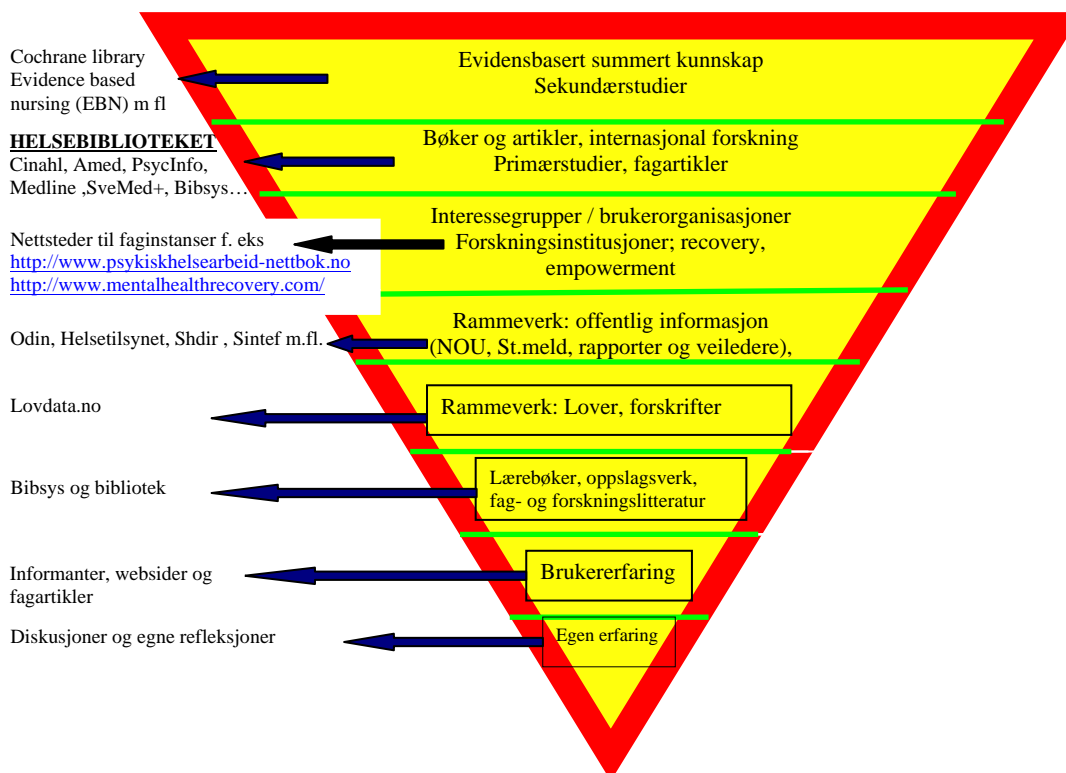 Cochrane library
Evidence based
nursing (EBN) m fl
Evidensbasert summert kunnskap
Sekundærstudier
HELSEBIBLIOTEKET
Cinahl, Amed, PsycInfo,
Medline ,SveMed+, Bibsys…
Bøker og artikler, internasjonal forskning
Primærstudier, fagartikler
Nettsteder til faginstanser f. eks
http://www.psykiskhelsearbeid-nettbok.no
http://www.mentalhealthrecovery.com/
Interessegrupper / brukerorganisasjoner
Forskningsinstitusjoner; recovery,
empowerment
Odin, Helsetilsynet, Shdir , Sintef m.fl.
Rammeverk: offentlig informasjon
(NOU, St.meld, rapporter og veiledere),
Lovdata.no
Rammeverk: Lover, forskrifter
Bibsys og bibliotek
Lærebøker, oppslagsverk,
fag- og forskningslitteratur
Informanter, websider og
fagartikler
Brukererfaring
Diskusjoner og egne refleksjoner
Egen erfaring